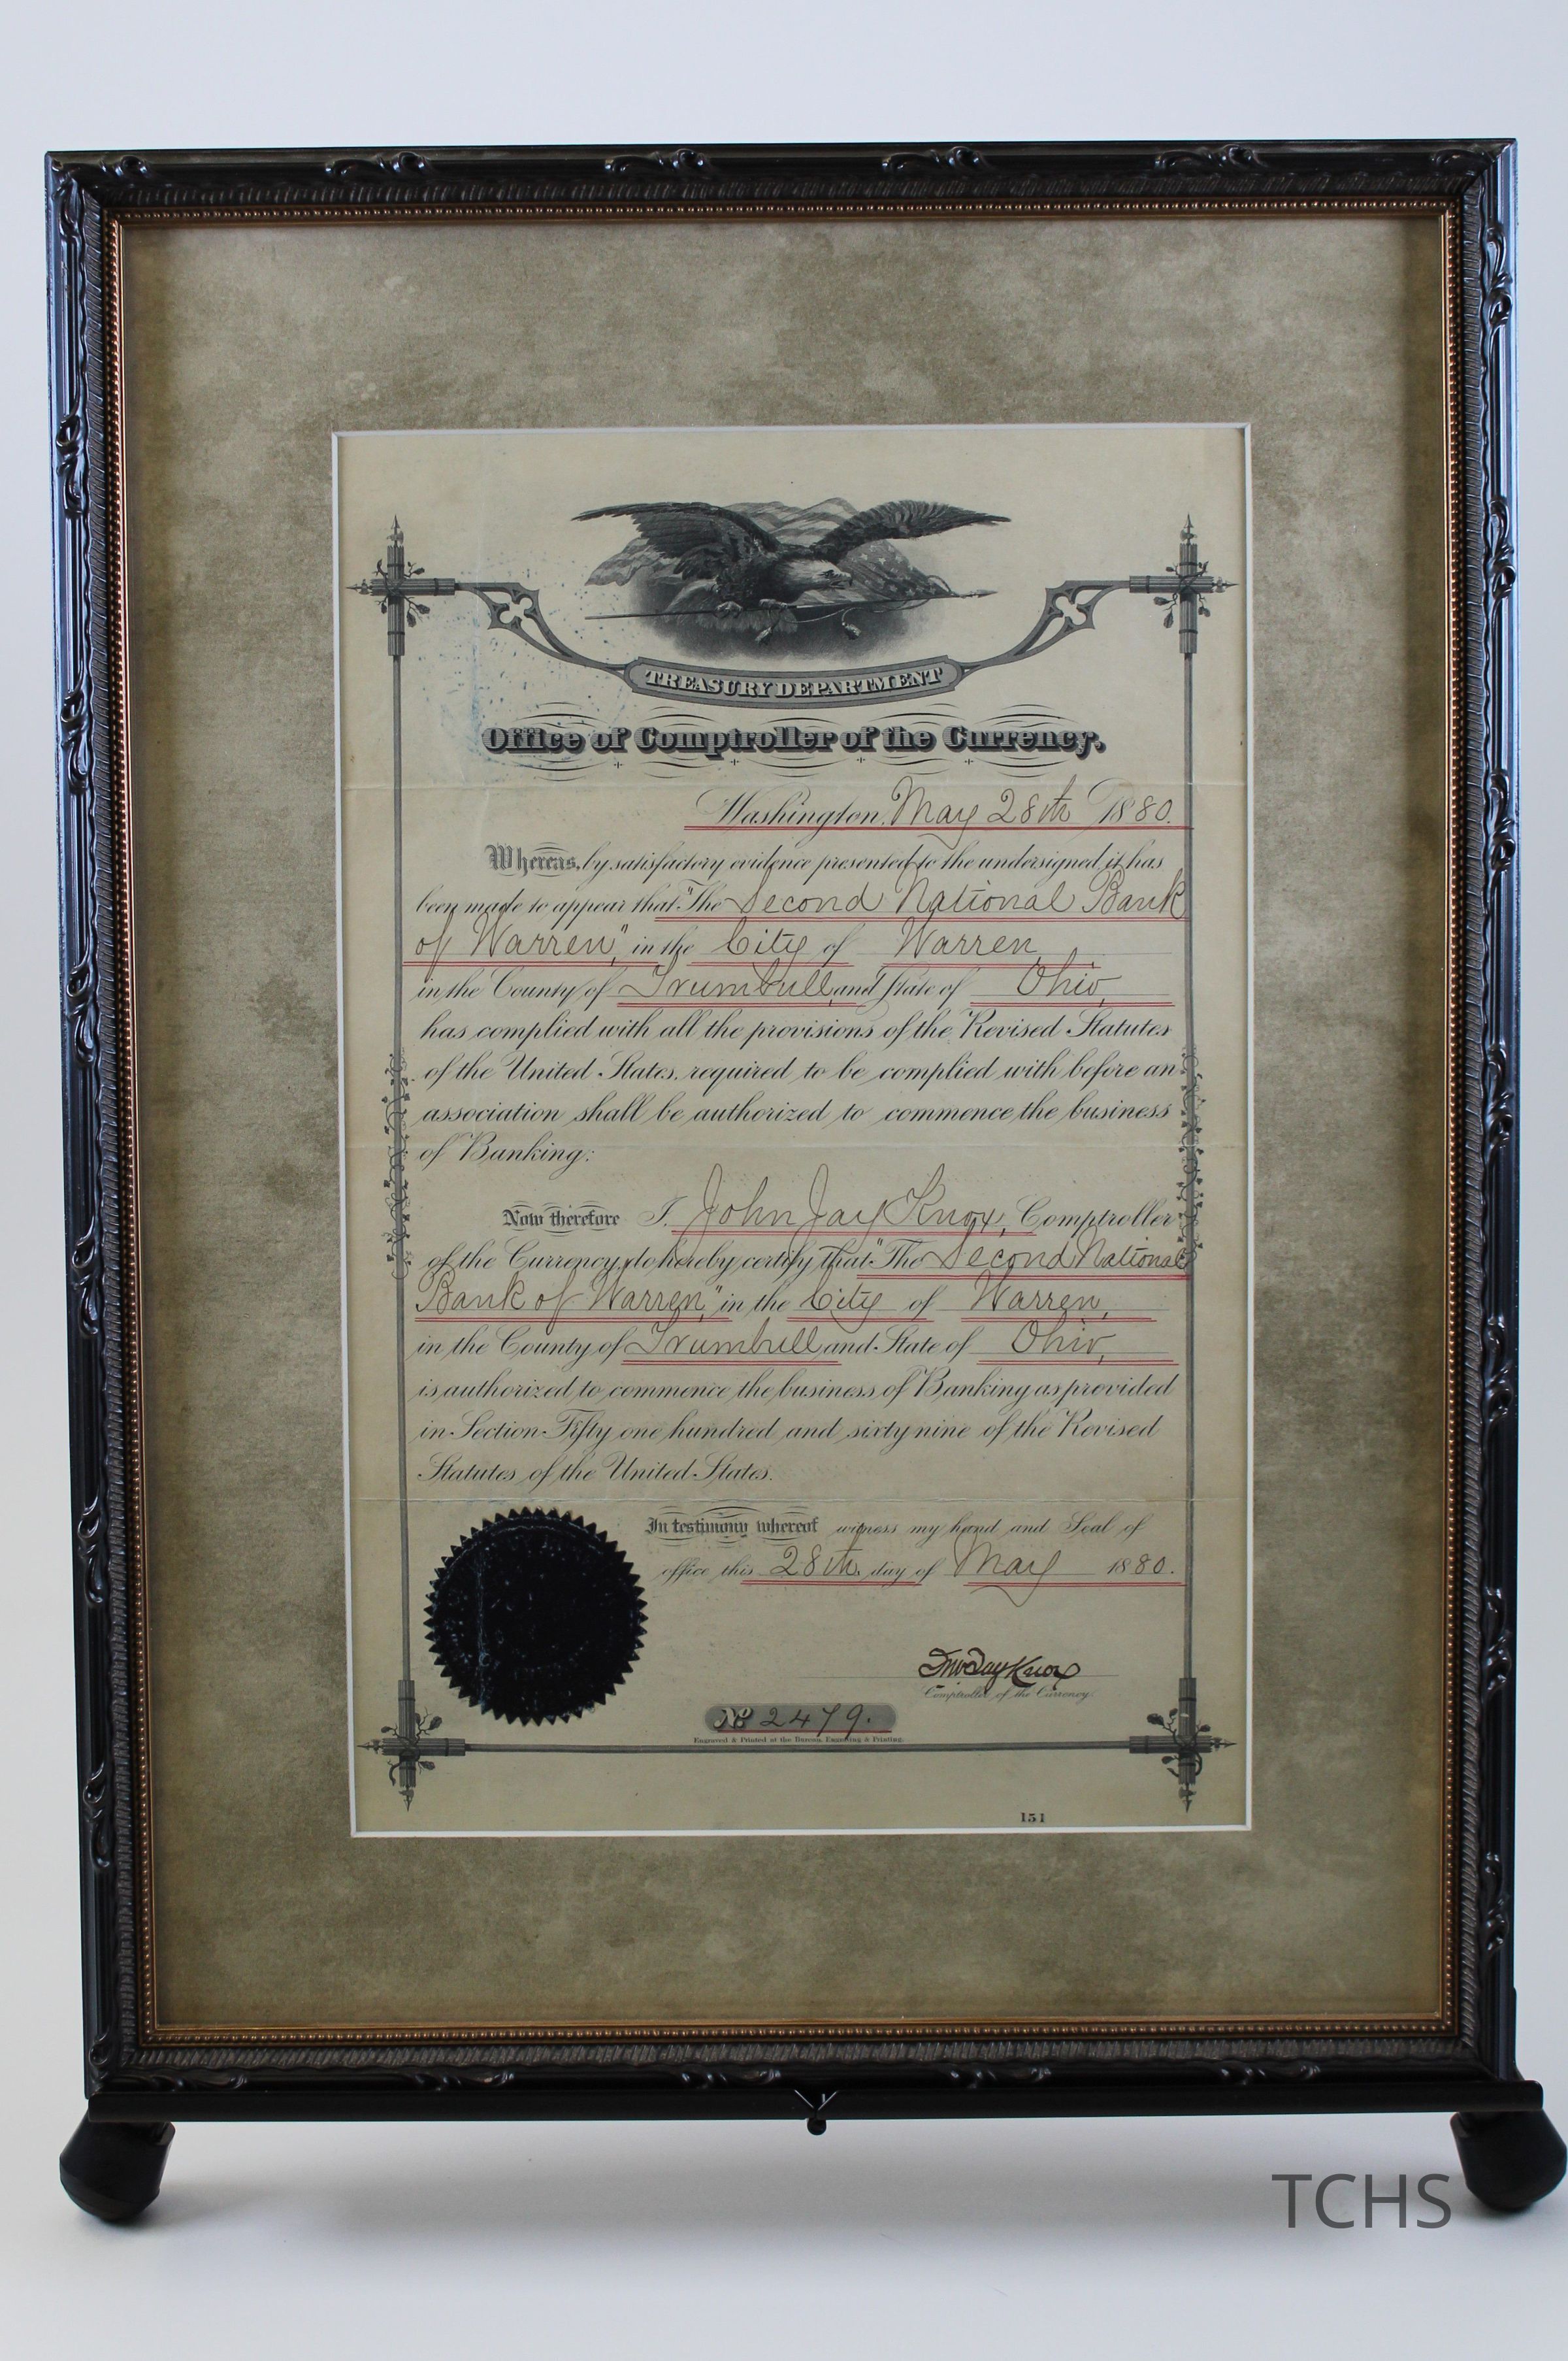 TREASURY DEPARTMENT
Office of Comptroller of the Currency.
Washington, May 28th 1880.
Whereas, by satisfactory evidence presented to the undersigned, it has
been made to appear that "The Second National Bank
of Warren," in the City of Warren,
in the County of Trumbull, and State of Ohio,
has complied with all the provisions of the Revised Statutes
of the United States, required to be complied with before an
association shall be authorized to commence the business
of Banking:
Now therefore I, John Jay Knox, Comptroller
of the Currency, do hereby certify that "The Second National
Bank of Warren," in the City of Warren,
in the County of Trumbull and State of Ohio,
is authorized to commence the business of Banking as provided
in Section Fifty one hundred and sixty nine of the Revised
Statutes of the United States.
In testimony whereof witness my hand and Seal of
office this 28th day of May 1880.
Jno Jay Knox
Comptroller of the Currency.
No 2479.
Engraved & Printed at the Bureau, Engraving & Printing.
151
TCHS